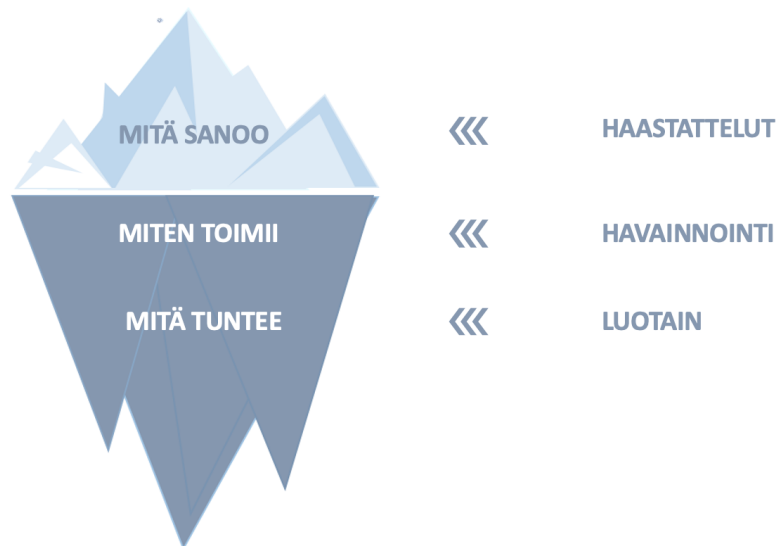 MITÄ SANOO
HAASTATTELUT
MITEN TOIMII
HAVAINNOINTI
MITÄ TUNTEE
LUOTAIN